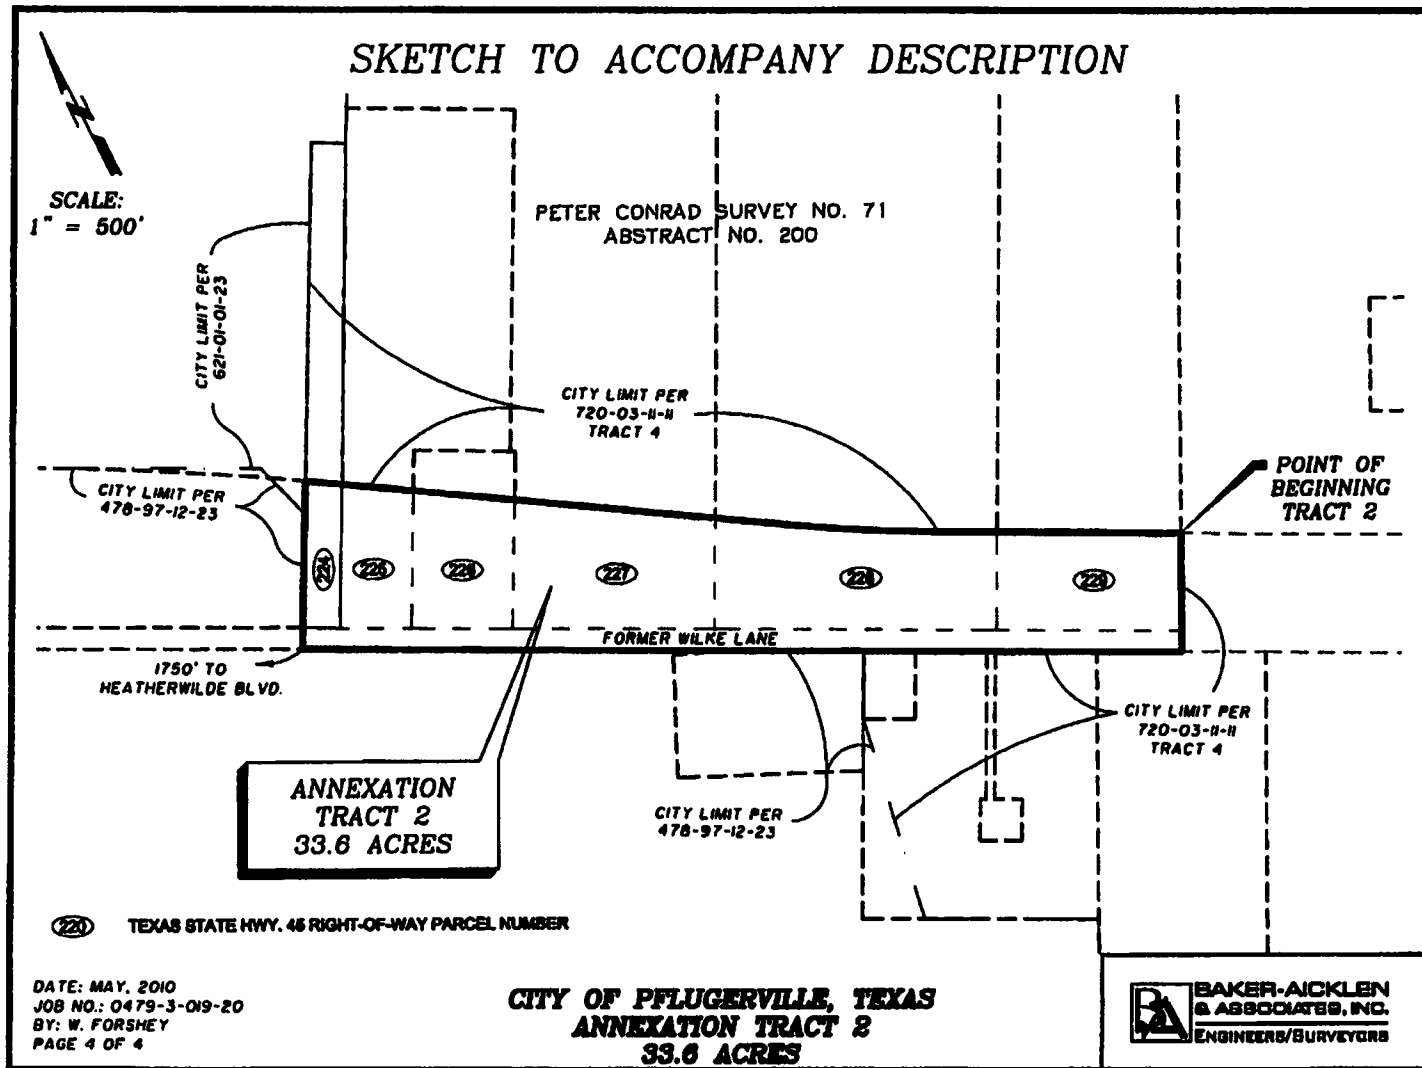 SKETCH TO ACCOMPANY DESCRIPTION
N
SCALE:
1" = 500'
PETER CONRAD SURVEY NO. 71
ABSTRACT NO. 200
CITY LIMIT PER
621-01-01-23
CITY LIMIT PER
720-03-11-11
TRACT 4
CITY LIMIT PER
478-97-12-23
POINT OF
BEGINNING
TRACT 2
224
225
226
227
228
229
FORMER WILKE LANE
1750' TO
HEATHERWILDE BLVD.
CITY LIMIT PER
720-03-11-11
TRACT 4
ANNEXATION
TRACT 2
33.6 ACRES
CITY LIMIT PER
478-97-12-23
220 TEXAS STATE HWY. 45 RIGHT-OF-WAY PARCEL NUMBER
DATE: MAY, 2010
JOB NO.: 0479-3-019-20
BY: W. FORSHEY
PAGE 4 OF 4
CITY OF PFLUGERVILLE, TEXAS
ANNEXATION TRACT 2
33.6 ACRES
BAKER-AICKLEN
& ASSOCIATES, INC.
ENGINEERS/SURVEYORS